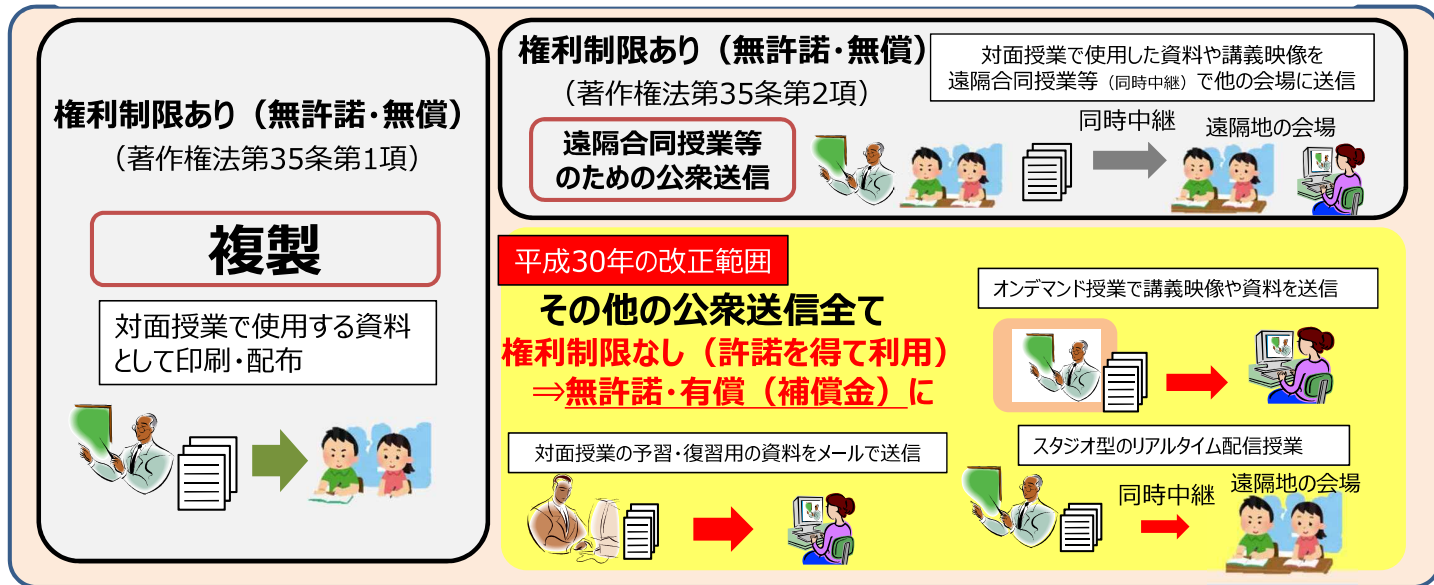 権利制限あり（無許諾・無償）
（著作権法第35条第1項）
複製
対面授業で使用する資料
として印刷・配布
権利制限あり（無許諾・無償）
（著作権法第35条第2項）
遠隔合同授業等
のための公衆送信
対面授業で使用した資料や講義映像を
遠隔合同授業等（同時中継）で他の会場に送信
同時中継
遠隔地の会場
平成30年の改正範囲
その他の公衆送信全て
権利制限なし（許諾を得て利用）
⇒無許諾・有償（補償金）に
オンデマンド授業で講義映像や資料を送信
対面授業の予習・復習用の資料をメールで送信
スタジオ型のリアルタイム配信授業
同時中継
遠隔地の会場